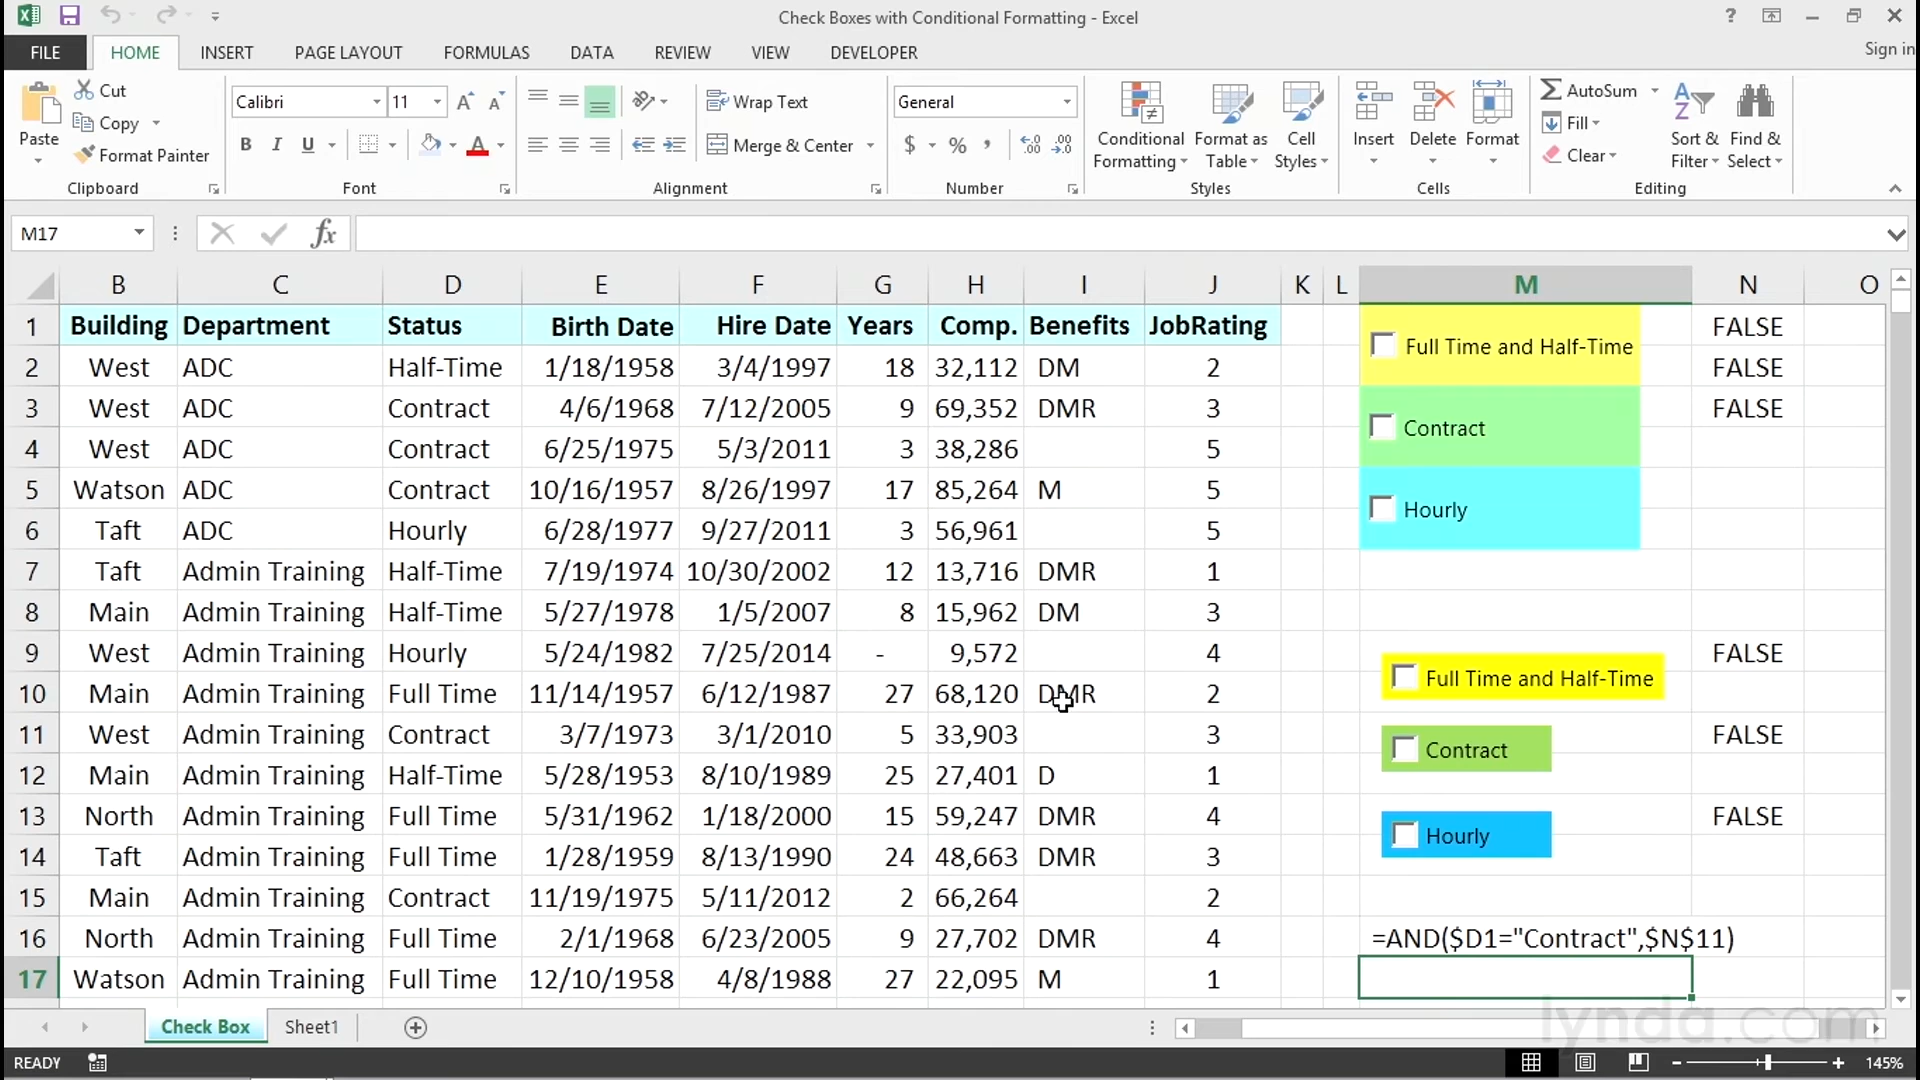 Check Boxes with Conditional Formatting - Excel
?
FILE HOME INSERT PAGE LAYOUT FORMULAS DATA REVIEW VIEW DEVELOPER Sign in
Paste
Cut
Copy
Format Painter
Clipboard
Calibri 11
B I U
Font
Wrap Text
Merge & Center
Alignment
General
$ % ,
Number
Conditional Formatting
Format as Table
Cell Styles
Styles
Insert Delete Format
Cells
AutoSum
Fill
Clear
Sort & Filter
Find & Select
Editing
M17 fx
B C D E F G H I J K L M N O
1 Building Department Status Birth Date Hire Date Years Comp. Benefits JobRating FALSE
Full Time and Half-Time
2 West ADC Half-Time 1/18/1958 3/4/1997 18 32,112 DM 2 FALSE
3 West ADC Contract 4/6/1968 7/12/2005 9 69,352 DMR 3 FALSE
Contract
4 West ADC Contract 6/25/1975 5/3/2011 3 38,286 5
5 Watson ADC Contract 10/16/1957 8/26/1997 17 85,264 M 5
Hourly
6 Taft ADC Hourly 6/28/1977 9/27/2011 3 56,961 5
7 Taft Admin Training Half-Time 7/19/1974 10/30/2002 12 13,716 DMR 1
8 Main Admin Training Half-Time 5/27/1978 1/5/2007 8 15,962 DM 3
9 West Admin Training Hourly 5/24/1982 7/25/2014 - 9,572 4 FALSE
Full Time and Half-Time
10 Main Admin Training Full Time 11/14/1957 6/12/1987 27 68,120 DMR 2
11 West Admin Training Contract 3/7/1973 3/1/2010 5 33,903 3 FALSE
Contract
12 Main Admin Training Half-Time 5/28/1953 8/10/1989 25 27,401 D 1
13 North Admin Training Full Time 5/31/1962 1/18/2000 15 59,247 DMR 4 FALSE
Hourly
14 Taft Admin Training Full Time 1/28/1959 8/13/1990 24 48,663 DMR 3
15 Main Admin Training Contract 11/19/1975 5/11/2012 2 66,264 2
16 North Admin Training Full Time 2/1/1968 6/23/2005 9 27,702 DMR 4 =AND($D1="Contract",$N$11)
17 Watson Admin Training Full Time 12/10/1958 4/8/1988 27 22,095 M 1
Check Box Sheet1
lynda.com
READY 145%